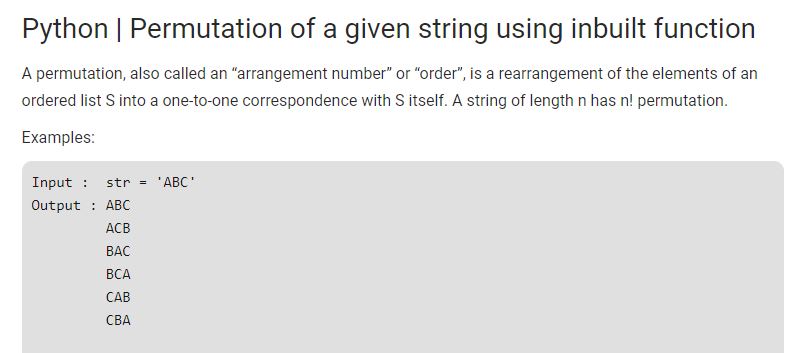 Python | Permutation of a given string using inbuilt function
A permutation, also called an “arrangement number” or “order”, is a rearrangement of the elements of an
ordered list S into a one-to-one correspondence with S itself. A string of length n has n! permutation.
Examples:
Input :  str = 'ABC'
Output : ABC
         ACB
         BAC
         BCA
         CAB
         CBA